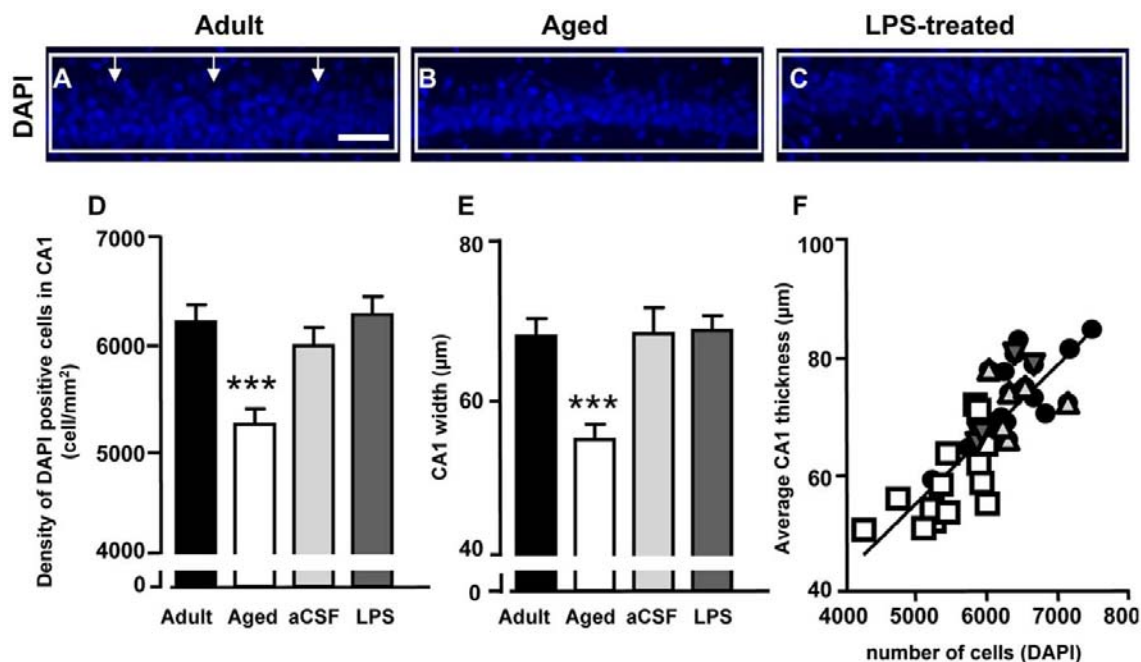 Adult Aged LPS-treated
DAPI
A B C
D E F
Density of DAPI positive cells in CA1
(cell/mm²)
7000
6000
5000
4000
0
***
Adult Aged aCSF LPS
CA1 width (µm)
80
60
40
0
***
Adult Aged aCSF LPS
Average CA1 thickness (µm)
100
80
60
40
4000 5000 6000 7000 800
number of cells (DAPI)